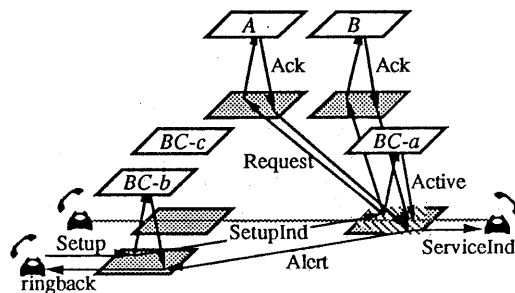 A
B
Ack
Ack
BC-c
BC-a
Request
BC-b
Active
Setup
SetupInd
ServiceInd
Alert
ringback